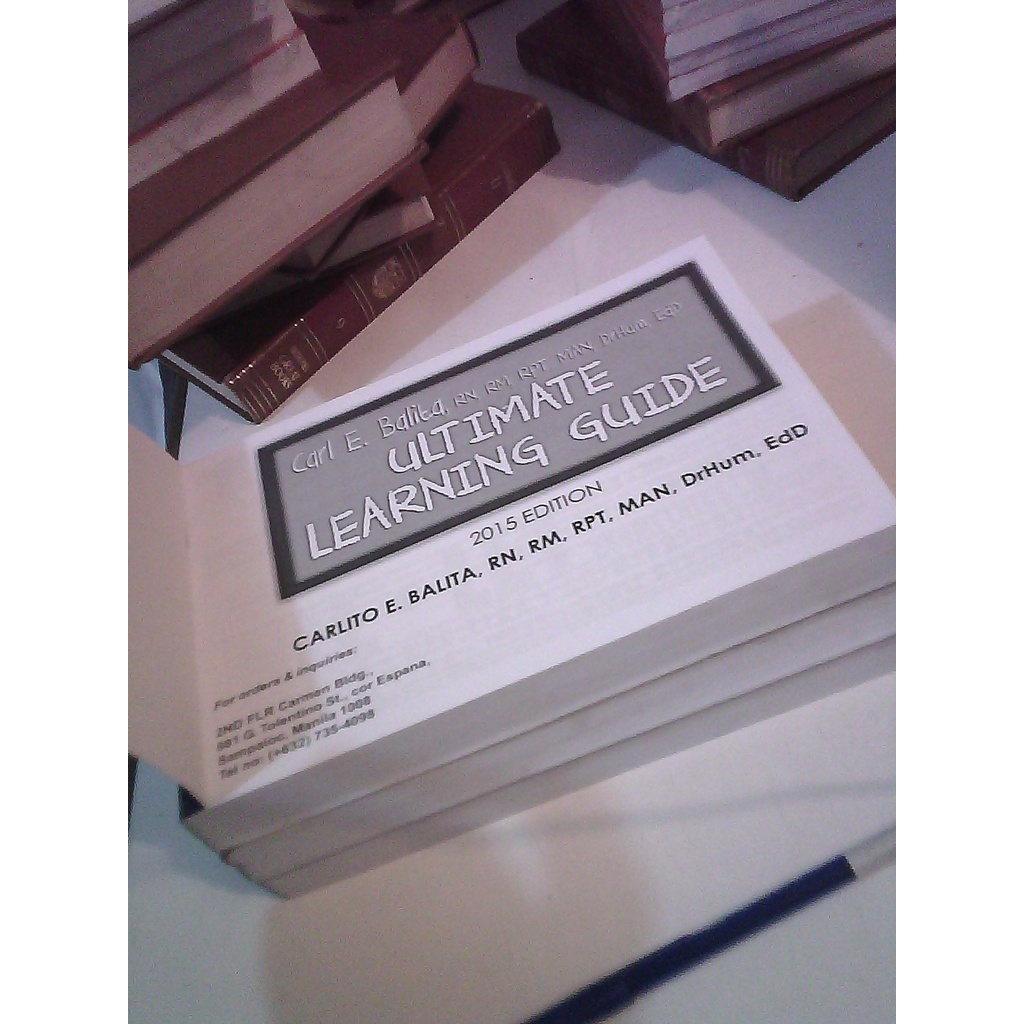 Carl E. Balita, RN, RM, RPT, MAN, DrHum, EdD
ULTIMATE
LEARNING GUIDE
2015 EDITION
CARLITO E. BALITA, RN, RM, RPT, MAN, DrHum, EdD
For orders & inquiries:
2ND FLR Carmen Bldg.,
881 G. Tolentino St., cor Espana,
Sampaloc, Manila 1008
Tel no: (+632) 735-4098